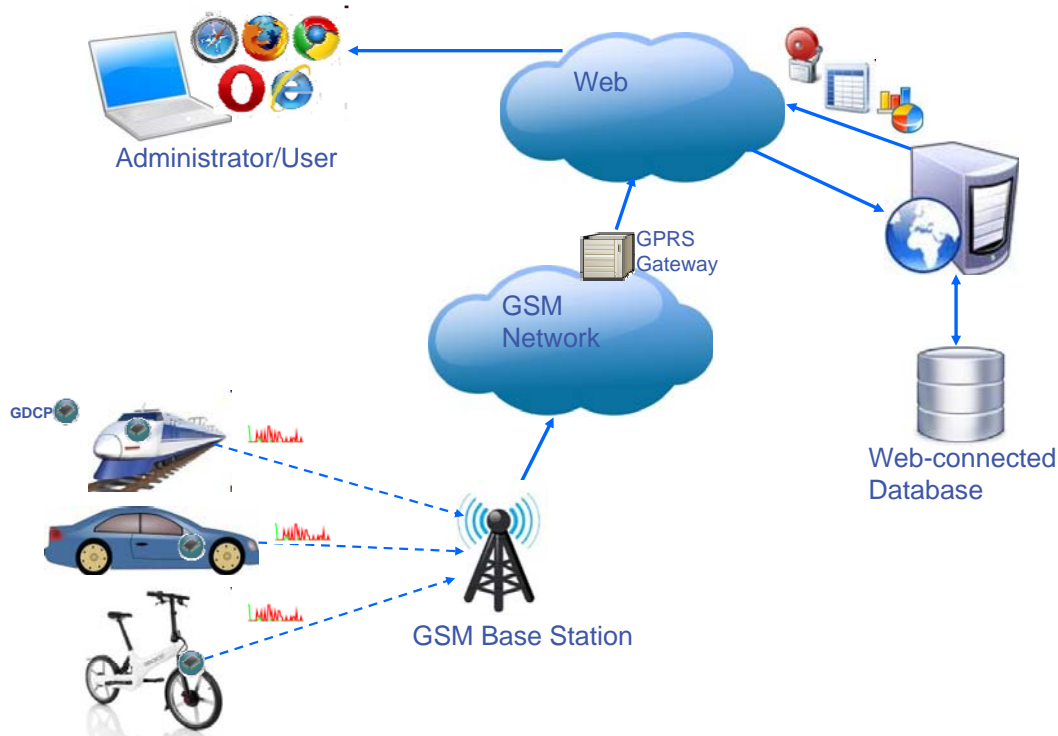 Web
Administrator/User
GPRS
Gateway
GSM
Network
GDCP
Web-connected
Database
GSM Base Station